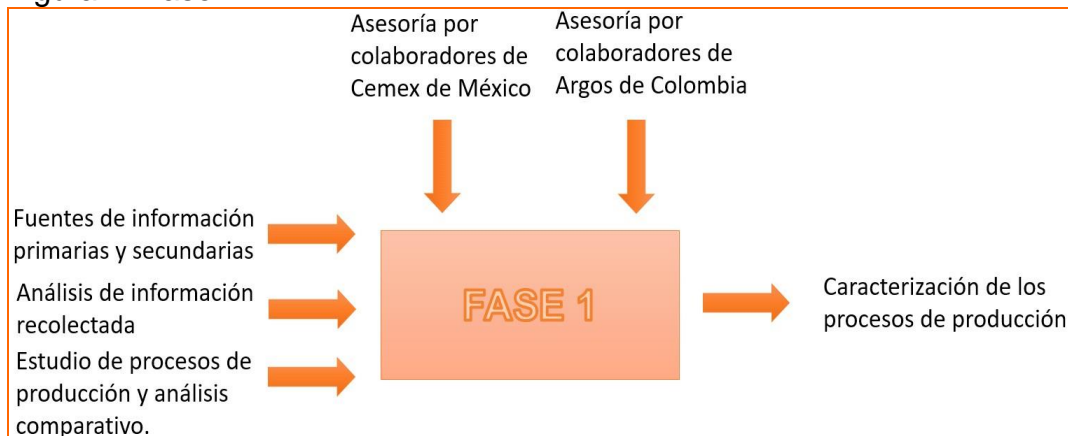 Asesoría por
colaboradores de
Cemex de México
Asesoría por
colaboradores de
Argos de Colombia
Fuentes de información
primarias y secundarias
Análisis de información
recolectada
Estudio de procesos de
producción y análisis
comparativo.
FASE 1
Caracterización de los
procesos de producción